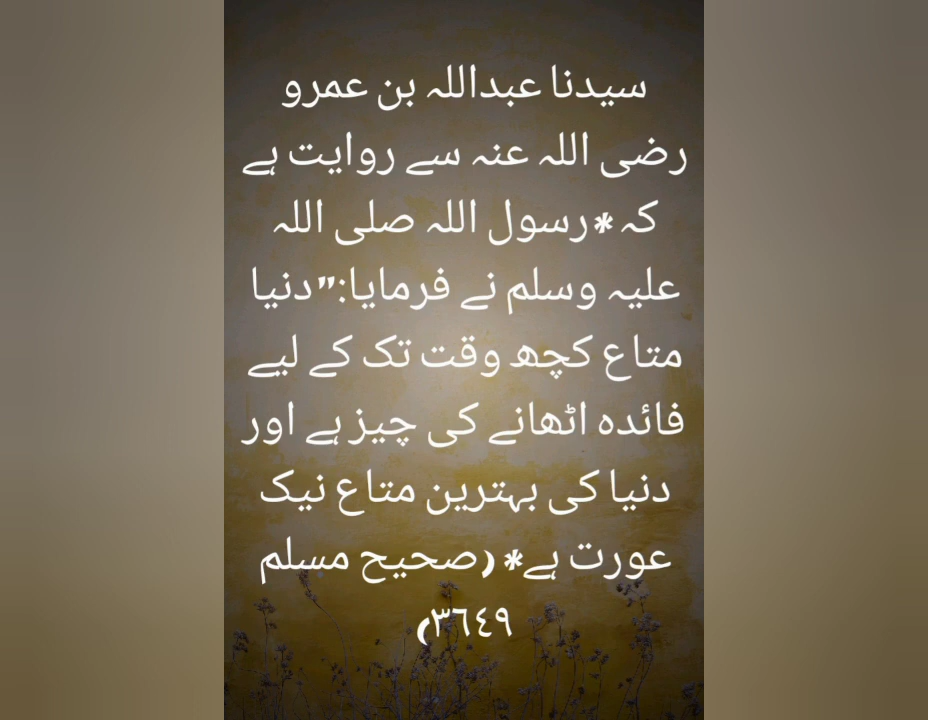 سیدنا عبداللہ بن عمرو
رضی اللہ عنہ سے روایت ہے
کہ *رسول اللہ صلی اللہ
علیہ وسلم نے فرمایا:"دنیا
متاع کچھ وقت تک کے لیے
فائدہ اٹھانے کی چیز ہے اور
دنیا کی بہترین متاع نیک
عورت ہے* (صحیح مسلم
٣٦٤٩)